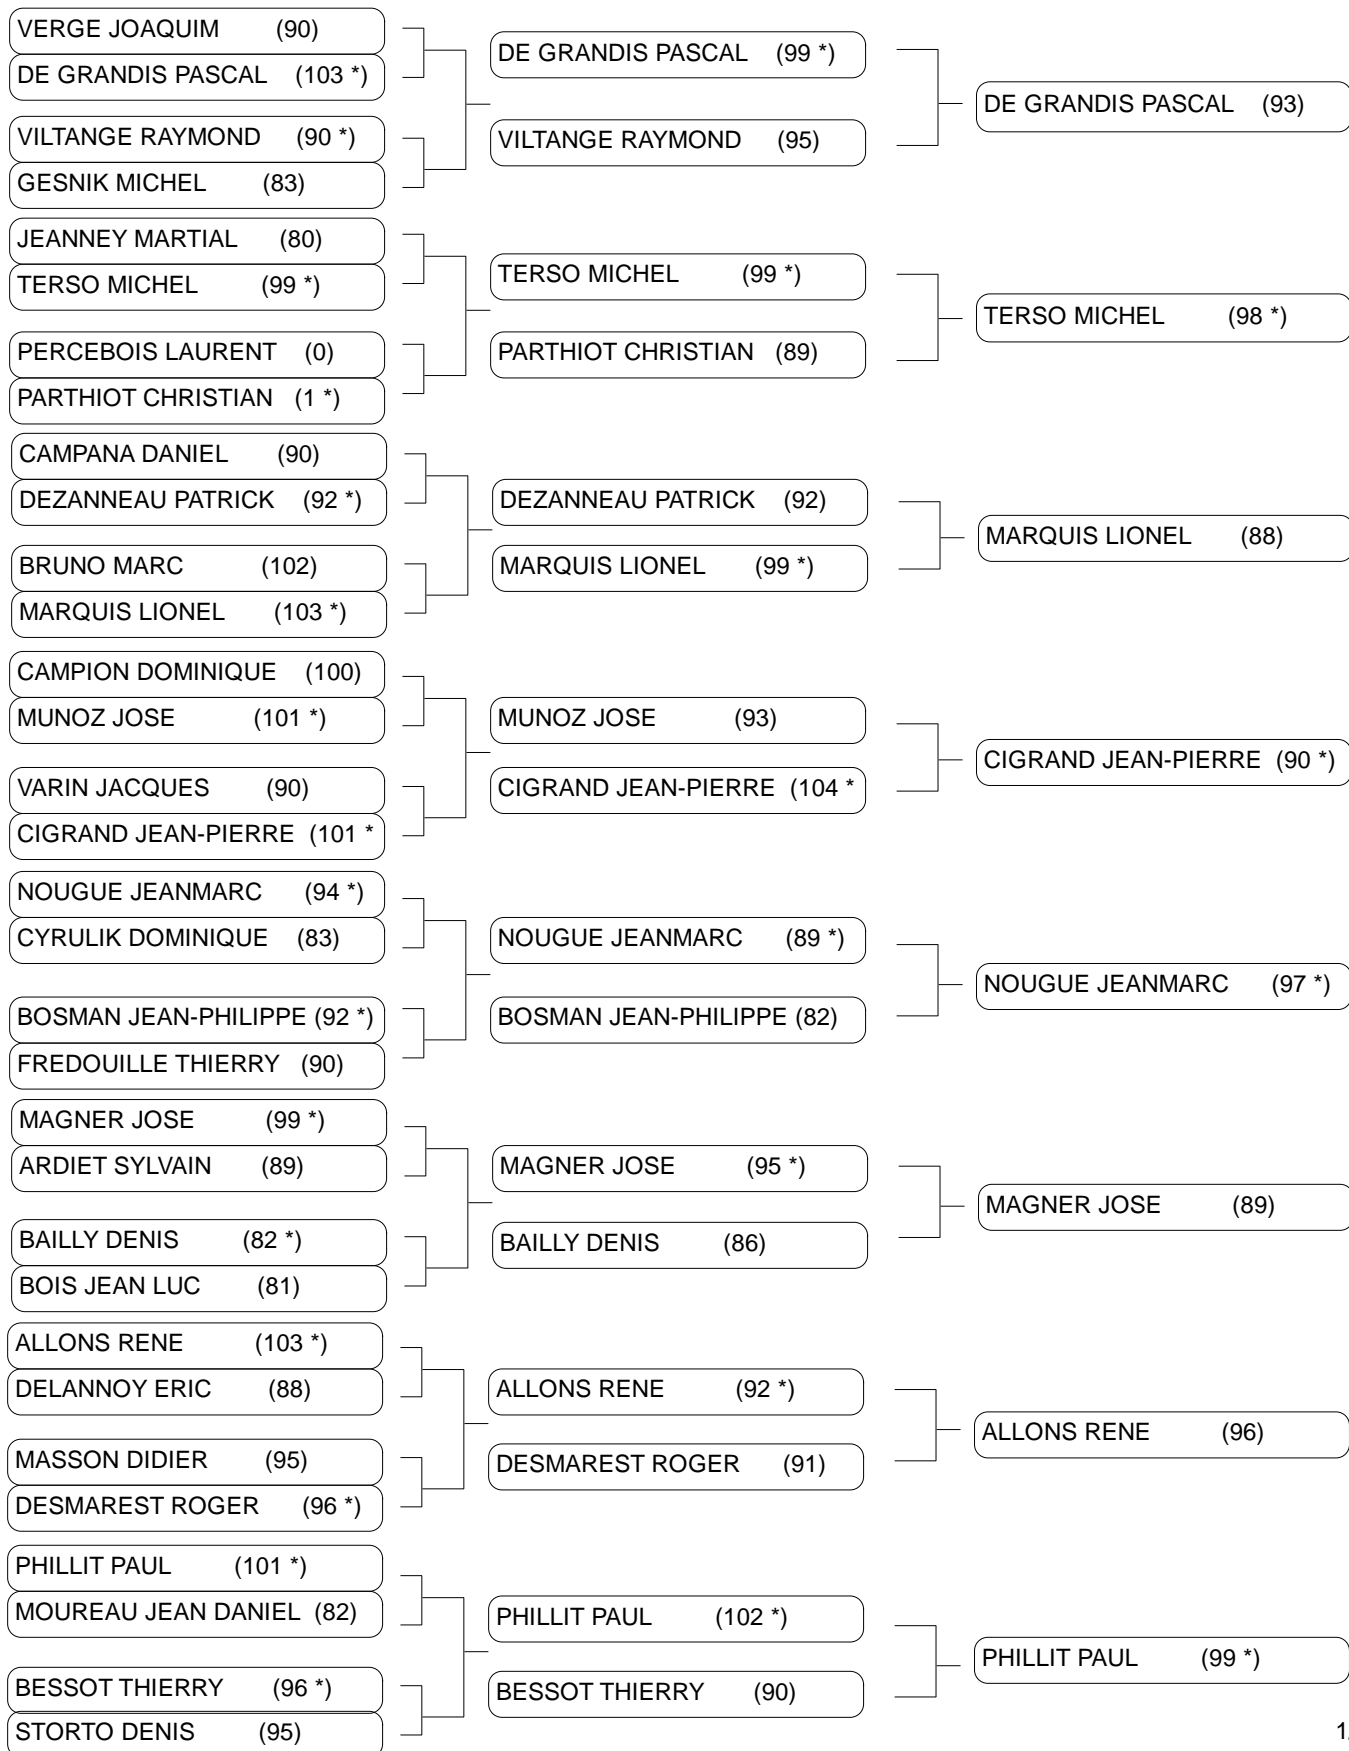 VERGE JOAQUIM (90)
DE GRANDIS PASCAL (103 *)
VILTANGE RAYMOND (90 *)
GESNIK MICHEL (83)
JEANNEY MARTIAL (80)
TERSO MICHEL (99 *)
PERCEBOIS LAURENT (0)
PARTHIOT CHRISTIAN (1 *)
CAMPANA DANIEL (90)
DEZANNEAU PATRICK (92 *)
BRUNO MARC (102)
MARQUIS LIONEL (103 *)
CAMPION DOMINIQUE (100)
MUNOZ JOSE (101 *)
VARIN JACQUES (90)
CIGRAND JEAN-PIERRE (101 *
NOUGUE JEANMARC (94 *)
CYRULIK DOMINIQUE (83)
BOSMAN JEAN-PHILIPPE (92 *)
FREDOUILLE THIERRY (90)
MAGNER JOSE (99 *)
ARDIET SYLVAIN (89)
BAILLY DENIS (82 *)
BOIS JEAN LUC (81)
ALLONS RENE (103 *)
DELANNOY ERIC (88)
MASSON DIDIER (95)
DESMAREST ROGER (96 *)
PHILLIT PAUL (101 *)
MOUREAU JEAN DANIEL (82)
BESSOT THIERRY (96 *)
STORTO DENIS (95)
DE GRANDIS PASCAL (99 *)
VILTANGE RAYMOND (95)
TERSO MICHEL (99 *)
PARTHIOT CHRISTIAN (89)
DEZANNEAU PATRICK (92)
MARQUIS LIONEL (99 *)
MUNOZ JOSE (93)
CIGRAND JEAN-PIERRE (104 *
NOUGUE JEANMARC (89 *)
BOSMAN JEAN-PHILIPPE (82)
MAGNER JOSE (95 *)
BAILLY DENIS (86)
ALLONS RENE (92 *)
DESMAREST ROGER (91)
PHILLIT PAUL (102 *)
BESSOT THIERRY (90)
DE GRANDIS PASCAL (93)
TERSO MICHEL (98 *)
MARQUIS LIONEL (88)
CIGRAND JEAN-PIERRE (90 *)
NOUGUE JEANMARC (97 *)
MAGNER JOSE (89)
ALLONS RENE (96)
PHILLIT PAUL (99 *)
1